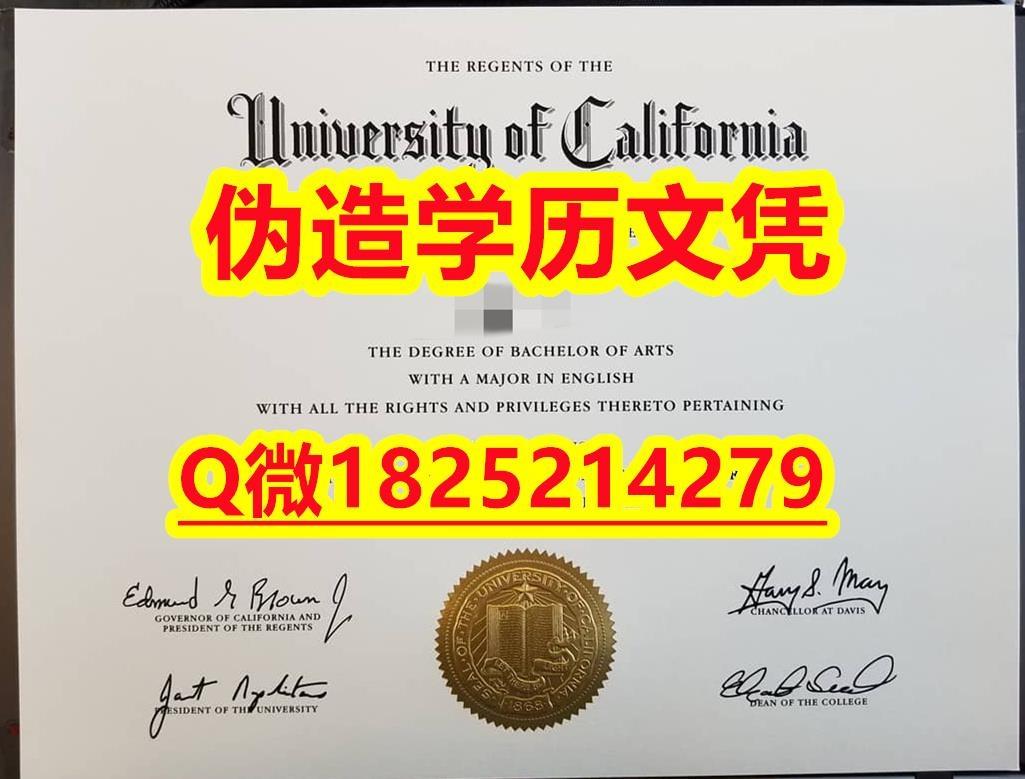 THE REGENTS OF THE
University of California
伪造学历文凭
THE DEGREE OF BACHELOR OF ARTS
WITH A MAJOR IN ENGLISH
WITH ALL THE RIGHTS AND PRIVILEGES THERETO PERTAINING
Q微1825214279
GOVERNOR OF CALIFORNIA AND
PRESIDENT OF THE REGENTS
CHANCELLOR AT DAVIS
PRESIDENT OF THE UNIVERSITY
DEAN OF THE COLLEGE
SEAL OF THE UNIVERSITY OF CALIFORNIA
1868